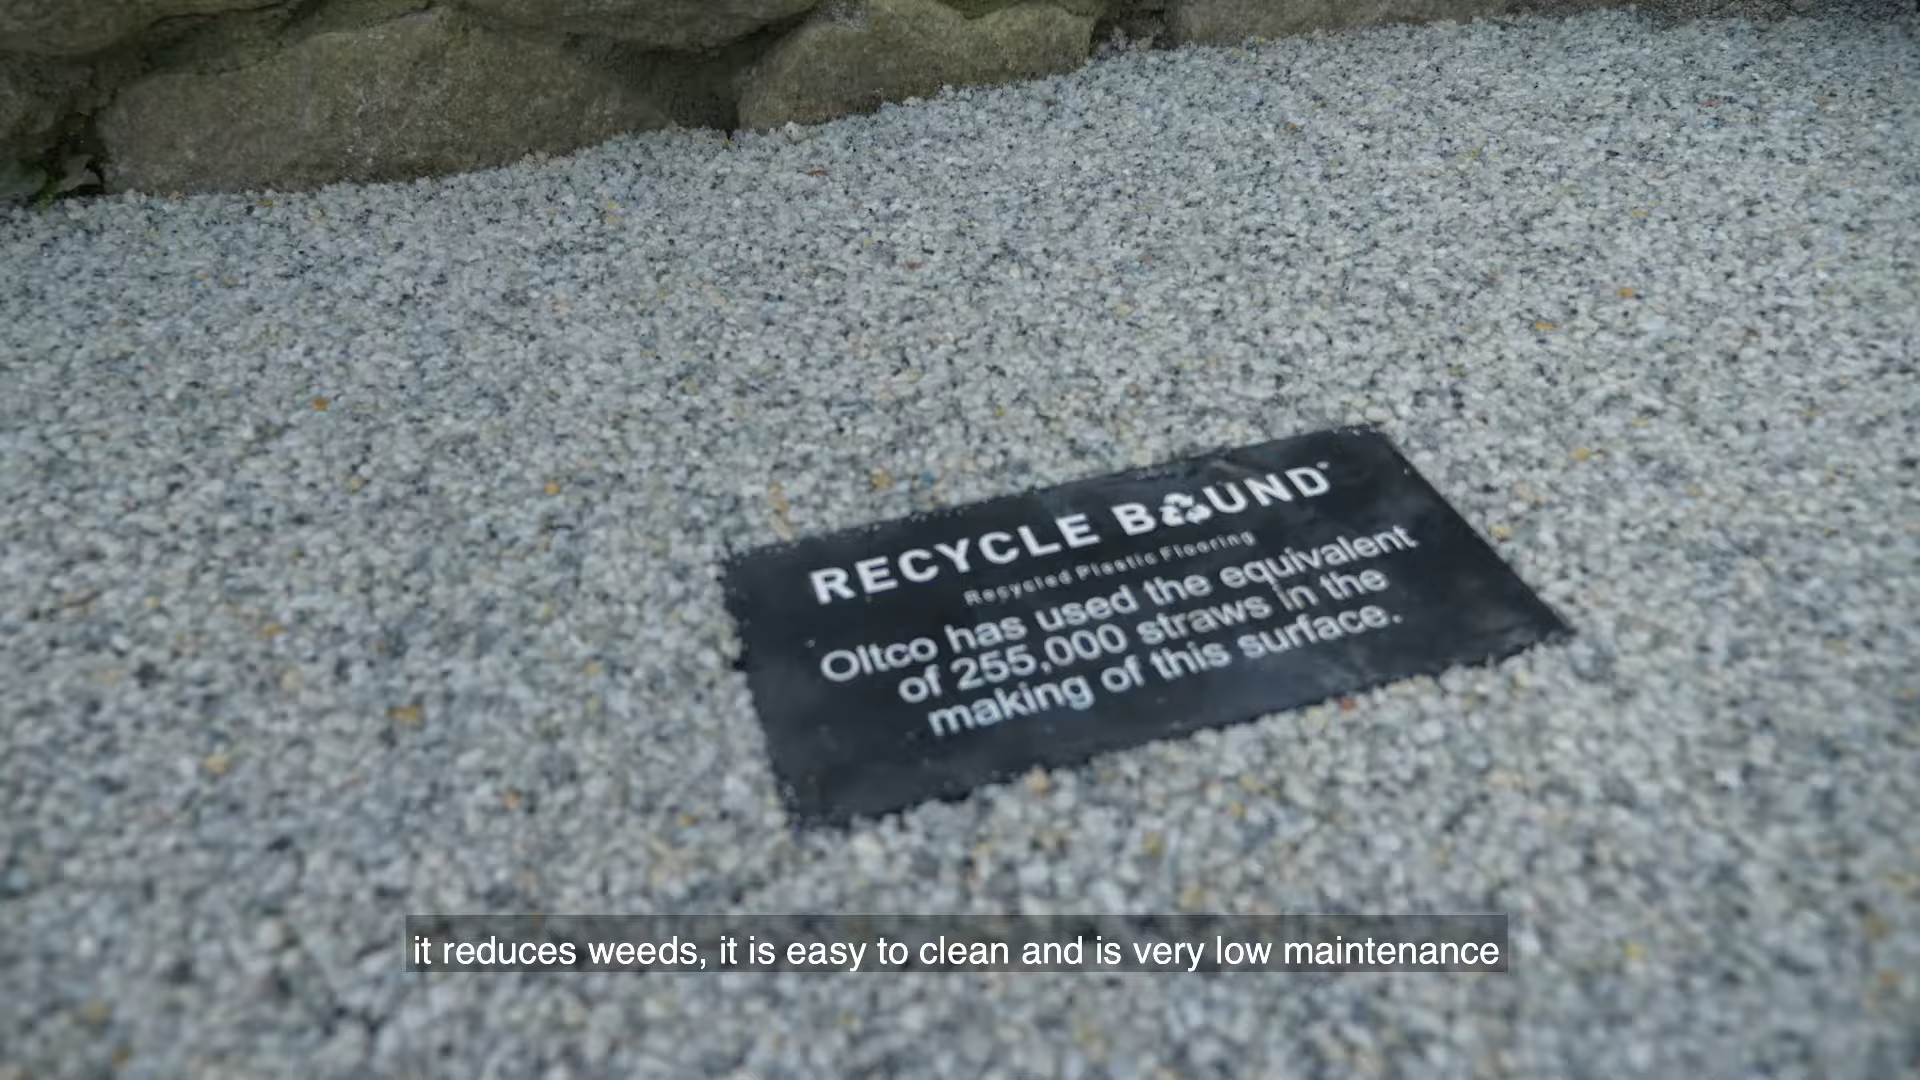 RECYCLE BOUND
Recycled Plastic Flooring
Oltco has used the equivalent
of 255,000 straws in the
making of this surface.
it reduces weeds, it is easy to clean and is very low maintenance